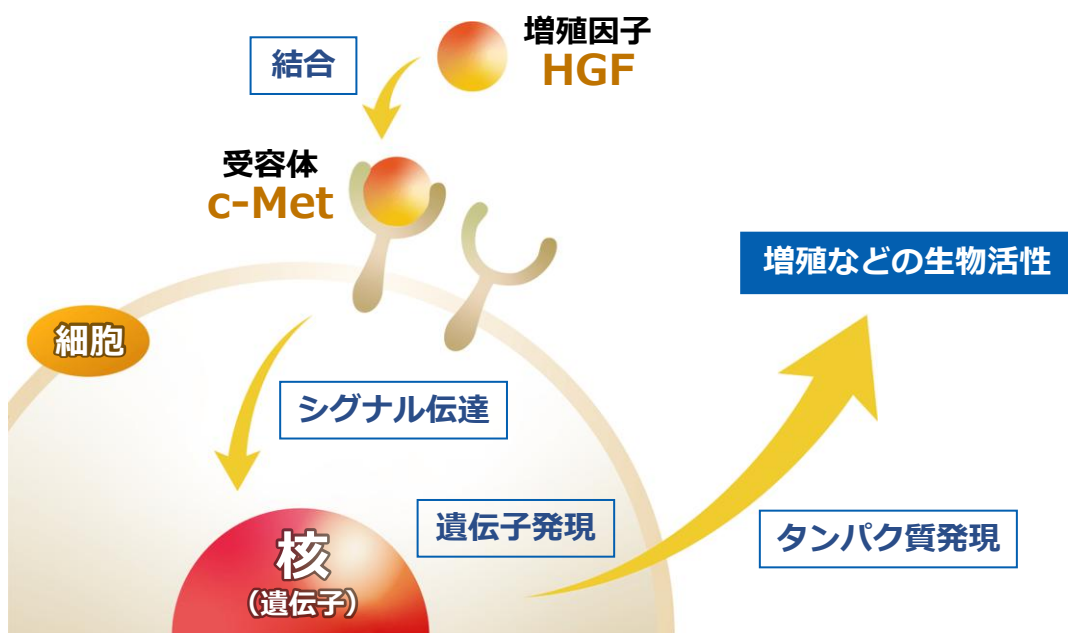 増殖因子
HGF
結合
受容体
c-Met
増殖などの生物活性
細胞
シグナル伝達
遺伝子発現
タンパク質発現
核
（遺伝子）